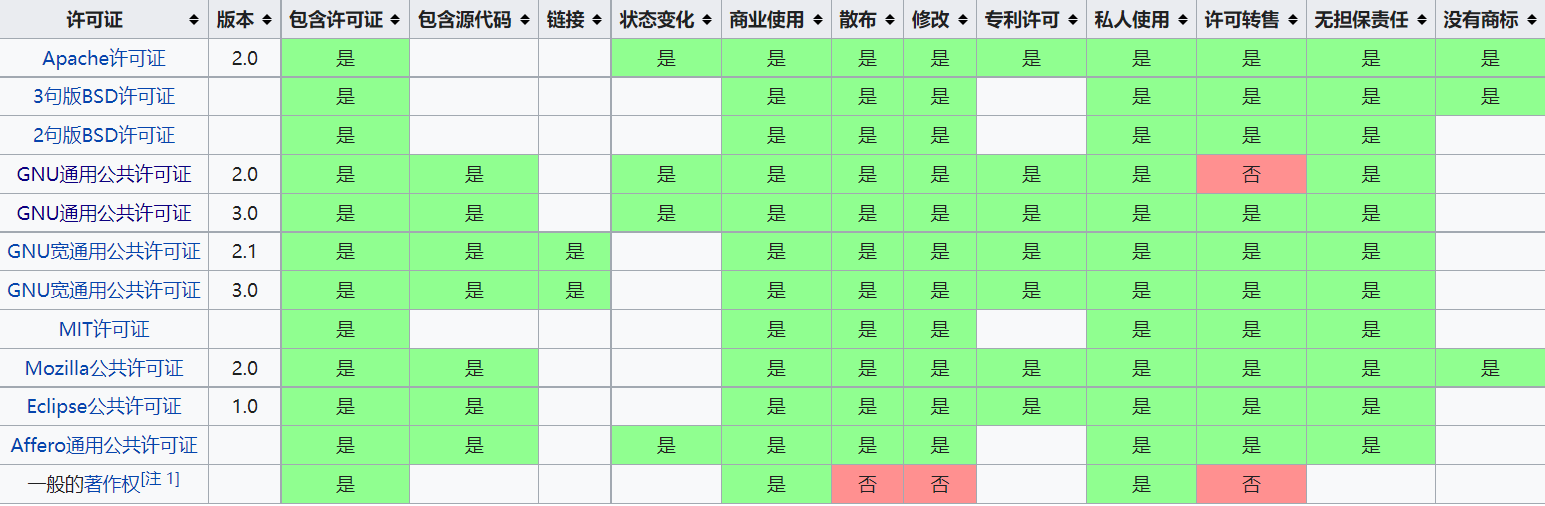 许可证 版本 包含许可证 包含源代码 链接 状态变化 商业使用 散布 修改 专利许可 私人使用 许可转售 无担保责任 没有商标
Apache许可证 2.0 是 是 是 是 是 是 是 是 是 是
3句版BSD许可证 是 是 是 是 是 是 是 是
2句版BSD许可证 是 是 是 是 是 是 是
GNU通用公共许可证 2.0 是 是 是 是 是 是 是 是 否 是
GNU通用公共许可证 3.0 是 是 是 是 是 是 是 是 是 是
GNU宽通用公共许可证 2.1 是 是 是 是 是 是 是 是 是 是
GNU宽通用公共许可证 3.0 是 是 是 是 是 是 是 是 是 是
MIT许可证 是 是 是 是 是 是 是
Mozilla公共许可证 2.0 是 是 是 是 是 是 是 是 是 是
Eclipse公共许可证 1.0 是 是 是 是 是 是 是 是 是
Affero通用公共许可证 是 是 是 是 是 是 是 是 是
一般的著作权[注 1] 是 是 否 否 是 否